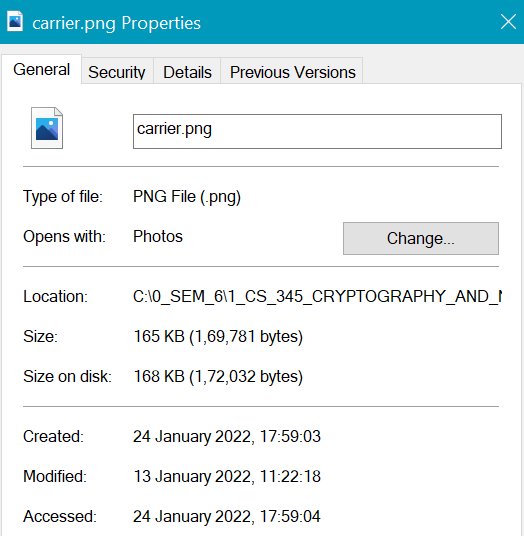 carrier.png Properties
General Security Details Previous Versions
carrier.png
Type of file: PNG File (.png)
Opens with: Photos Change...
Location: C:\0_SEM_6\1_CS_345_CRYPTOGRAPHY_AND_
Size: 165 KB (1,69,781 bytes)
Size on disk: 168 KB (1,72,032 bytes)
Created: 24 January 2022, 17:59:03
Modified: 13 January 2022, 11:22:18
Accessed: 24 January 2022, 17:59:04